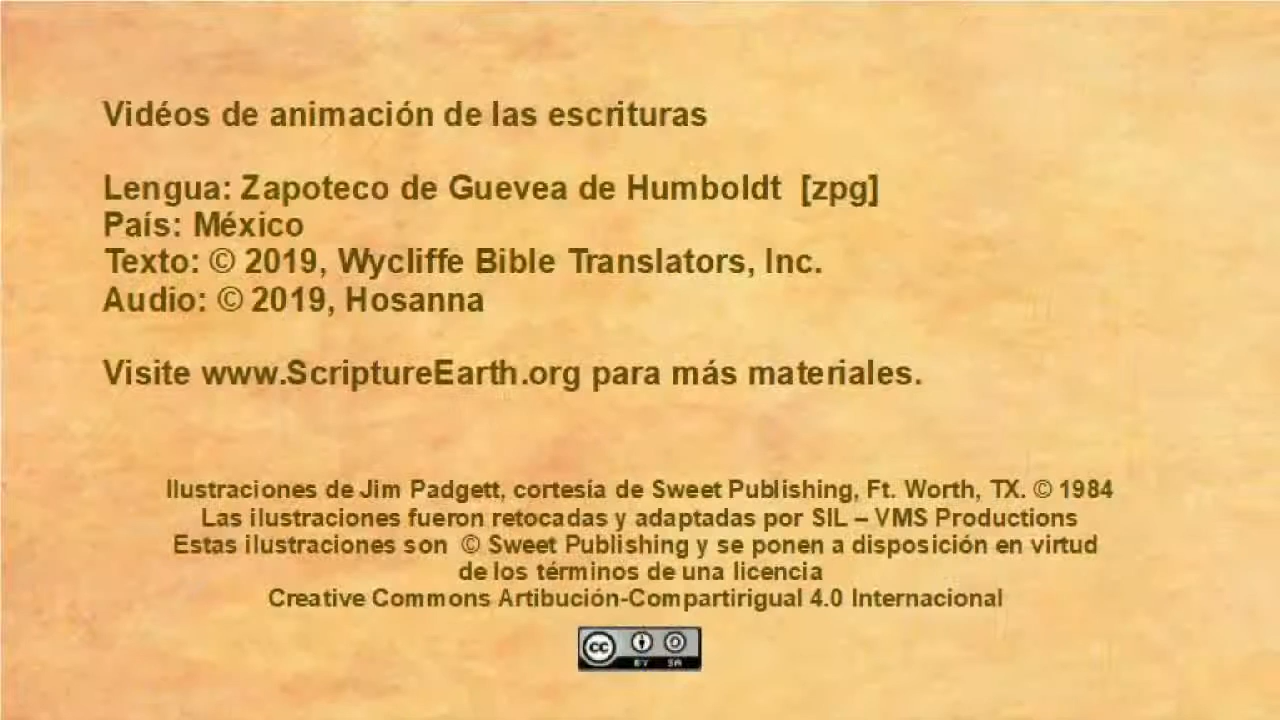 Vidéos de animación de las escrituras
Lengua: Zapoteco de Guevea de Humboldt [zpg]
País: México
Texto: © 2019, Wycliffe Bible Translators, Inc.
Audio: © 2019, Hosanna
Visite www.ScriptureEarth.org para más materiales.
Ilustraciones de Jim Padgett, cortesía de Sweet Publishing, Ft. Worth, TX. © 1984
Las ilustraciones fueron retocadas y adaptadas por SIL – VMS Productions
Estas ilustraciones son © Sweet Publishing y se ponen a disposición en virtud
de los términos de una licencia
Creative Commons Artibución-Compartirigual 4.0 Internacional
cc BY SA